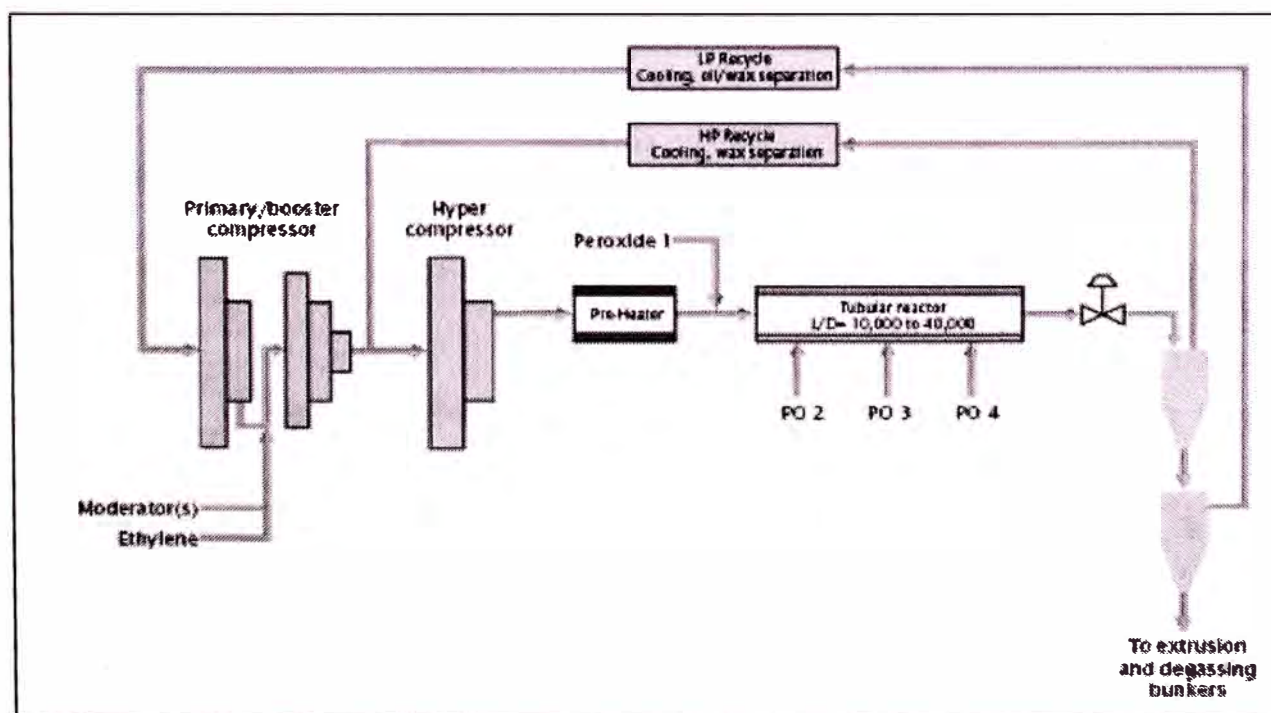 LP Recycle
Cooling, oil/wax separation
HP Recycle
Cooling, wax separation
Primary/booster
compressor
Hyper
compressor
Peroxide 1
Pre-Heater
Tubular reactor
L/D= 10,000 to 40,000
PO 2
PO 3
PO 4
Moderator(s)
Ethylene
To extrusion
and degassing
bunkers